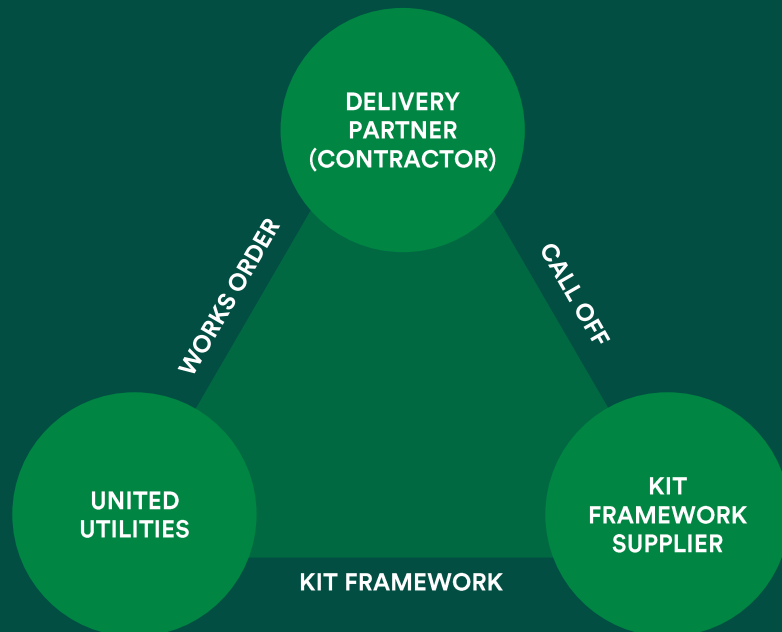 DELIVERY
PARTNER
(CONTRACTOR)
WORKS ORDER
CALL OFF
UNITED
UTILITIES
KIT
FRAMEWORK
SUPPLIER
KIT FRAMEWORK